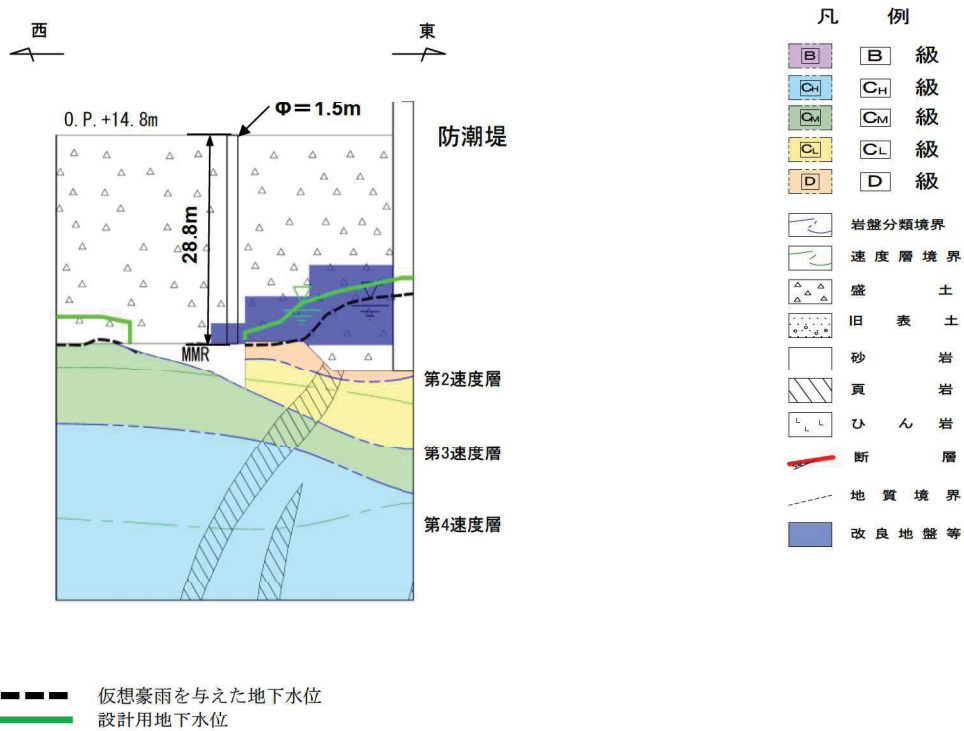 西
東
O.P.+14.8m
Φ＝1.5m
防潮堤
28.8m
MMR
第2速度層
第3速度層
第4速度層
凡 例
B B 級
CH CH 級
CM CM 級
CL CL 級
D D 級
岩盤分類境界
速度層境界
盛土
旧表土
砂岩
頁岩
ひん岩
断層
地質境界
改良地盤等
仮想豪雨を与えた地下水位
設計用地下水位